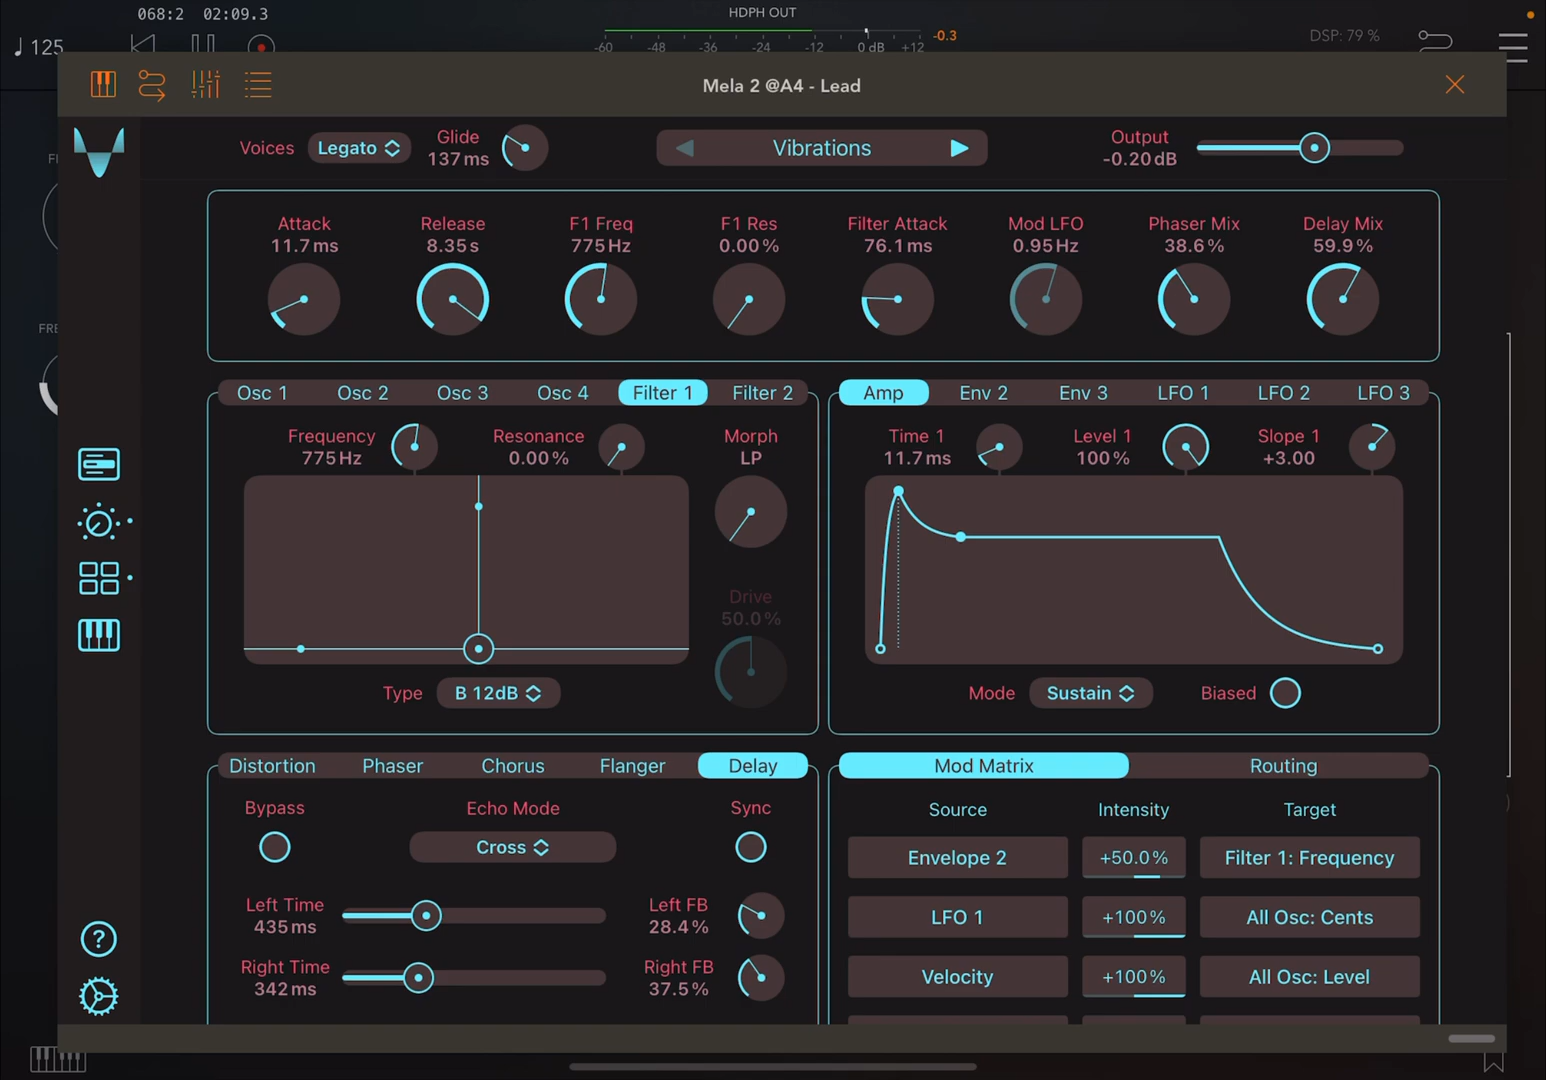 068:2 02:09.3
HDPH OUT
125
-60 -48 -36 -24 -12 0 dB +12
-0.3
DSP: 79 %
Mela 2 @A4 - Lead
Voices Legato
Glide
137 ms
Vibrations
Output
-0.20 dB
Attack Release F1 Freq F1 Res Filter Attack Mod LFO Phaser Mix Delay Mix
11.7 ms 8.35 s 775 Hz 0.00 % 76.1 ms 0.95 Hz 38.6 % 59.9 %
FRE
Osc 1 Osc 2 Osc 3 Osc 4 Filter 1 Filter 2
Frequency Resonance Morph
775 Hz 0.00 % LP
Drive
50.0 %
Type B 12dB
Amp Env 2 Env 3 LFO 1 LFO 2 LFO 3
Time 1 Level 1 Slope 1
11.7 ms 100 % +3.00
Mode Sustain Biased
Distortion Phaser Chorus Flanger Delay
Bypass Echo Mode Sync
Cross
Left Time Left FB
435 ms 28.4 %
Right Time Right FB
342 ms 37.5 %
Mod Matrix Routing
Source Intensity Target
Envelope 2 +50.0 % Filter 1: Frequency
LFO 1 +100 % All Osc: Cents
Velocity +100 % All Osc: Level
?